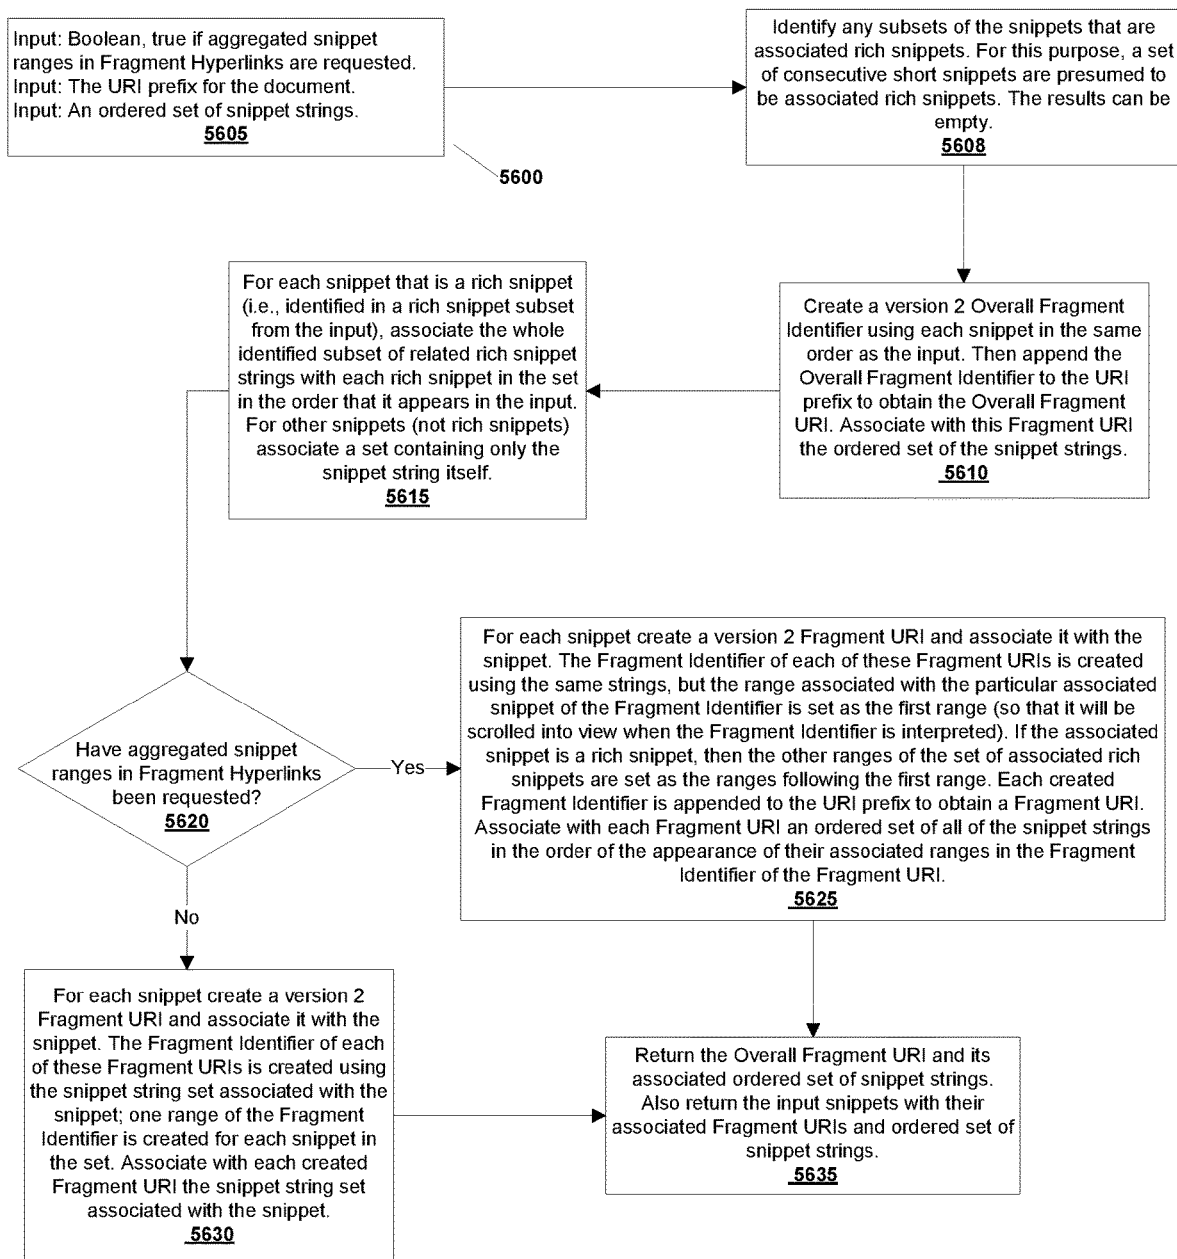 Input: Boolean, true if aggregated snippet
ranges in Fragment Hyperlinks are requested.
Input: The URI prefix for the document.
Input: An ordered set of snippet strings.
5605
5600
Identify any subsets of the snippets that are
associated rich snippets. For this purpose, a set
of consecutive short snippets are presumed to
be associated rich snippets. The results can be
empty.
5608
Create a version 2 Overall Fragment
Identifier using each snippet in the same
order as the input. Then append the
Overall Fragment Identifier to the URI
prefix to obtain the Overall Fragment
URI. Associate with this Fragment URI
the ordered set of the snippet strings.
5610
For each snippet that is a rich snippet
(i.e., identified in a rich snippet subset
from the input), associate the whole
identified subset of related rich snippet
strings with each rich snippet in the set
in the order that it appears in the input.
For other snippets (not rich snippets)
associate a set containing only the
snippet string itself.
5615
Have aggregated snippet
ranges in Fragment Hyperlinks
been requested?
5620
Yes
For each snippet create a version 2 Fragment URI and associate it with the
snippet. The Fragment Identifier of each of these Fragment URIs is created
using the same strings, but the range associated with the particular associated
snippet of the Fragment Identifier is set as the first range (so that it will be
scrolled into view when the Fragment Identifier is interpreted). If the associated
snippet is a rich snippet, then the other ranges of the set of associated rich
snippets are set as the ranges following the first range. Each created
Fragment Identifier is appended to the URI prefix to obtain a Fragment URI.
Associate with each Fragment URI an ordered set of all of the snippet strings
in the order of the appearance of their associated ranges in the Fragment
Identifier of the Fragment URI.
5625
No
For each snippet create a version 2
Fragment URI and associate it with the
snippet. The Fragment Identifier of each
of these Fragment URIs is created using
the snippet string set associated with the
snippet; one range of the Fragment
Identifier is created for each snippet in
the set. Associate with each created
Fragment URI the snippet string set
associated with the snippet.
5630
Return the Overall Fragment URI and its
associated ordered set of snippet strings.
Also return the input snippets with their
associated Fragment URIs and ordered set of
snippet strings.
5635